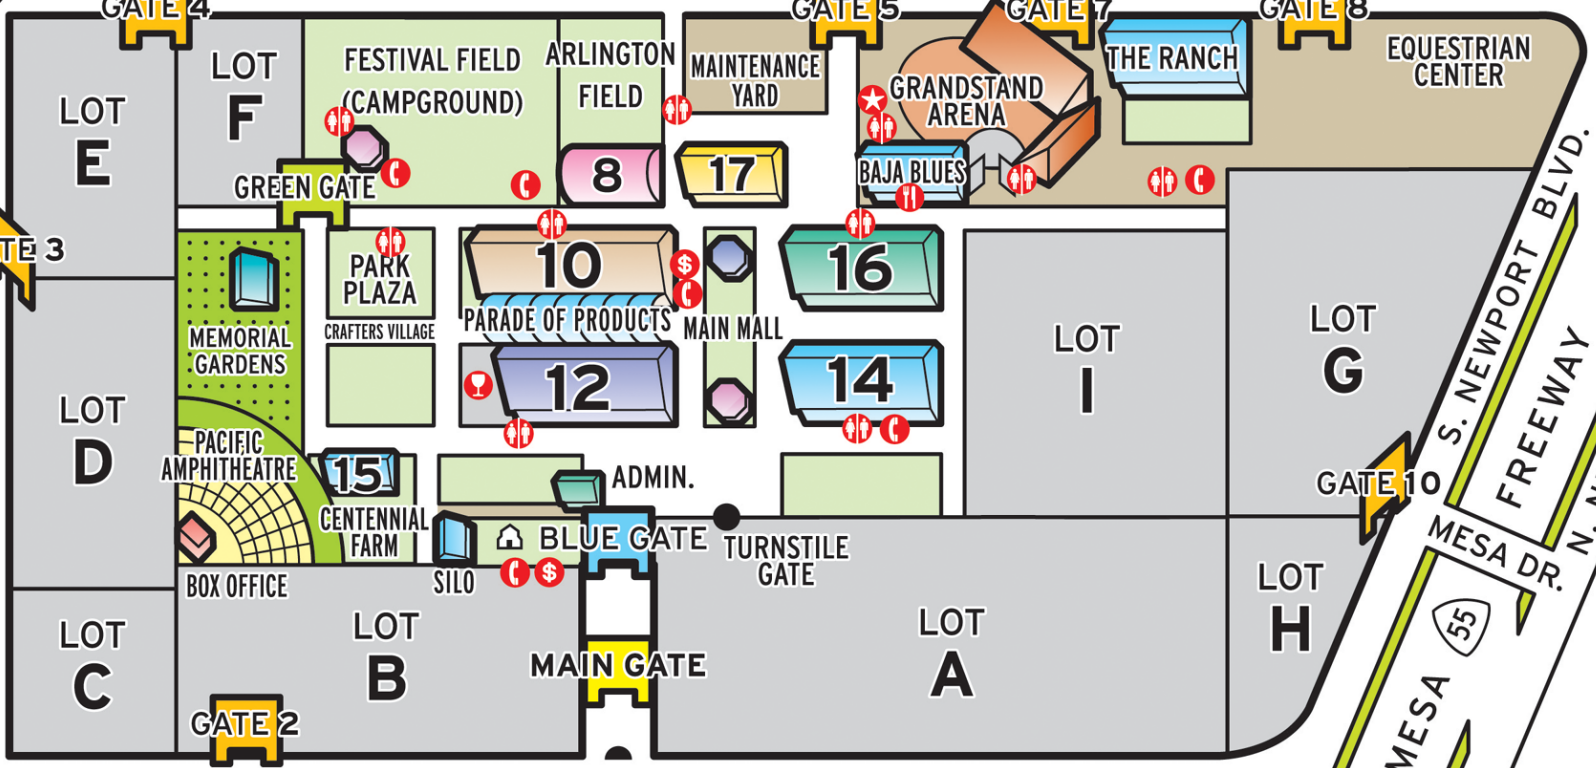 GATE 4
GATE 5
GATE 7
GATE 8
LOT
E
LOT
F
FESTIVAL FIELD
(CAMPGROUND)
ARLINGTON
FIELD
MAINTENANCE
YARD
GRANDSTAND
ARENA
THE RANCH
EQUESTRIAN
CENTER
8
17
BAJA BLUES
GREEN GATE
TE 3
PARK
PLAZA
CRAFTERS VILLAGE
10
$
PARADE OF PRODUCTS
12
MAIN MALL
16
14
LOT
I
LOT
G
S. NEWPORT BLVD.
FREEWAY
MEMORIAL
GARDENS
LOT
D
PACIFIC
AMPHITHEATRE
15
CENTENNIAL
FARM
ADMIN.
BLUE GATE
TURNSTILE
GATE
GATE 10
MESA DR.
N. N
BOX OFFICE
SILO
$
LOT
C
LOT
B
MAIN GATE
LOT
A
LOT
H
55
MESA
GATE 2